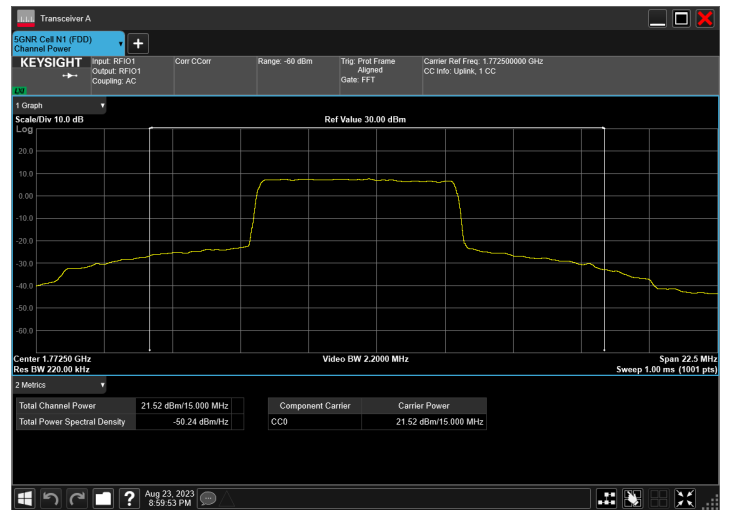 Transceiver A
5GNR Cell N1 (FDD)
Channel Power
KEYSIGHT
LXI
Input: RFIO1
Output: RFIO1
Coupling: AC
Corr CCorr
Range: -60 dBm
Trig: Prot Frame
Aligned
Gate: FFT
Carrier Ref Freq: 1.772500000 GHz
CC Info: Uplink, 1 CC
1 Graph
Scale/Div 10.0 dB
Ref Value 30.00 dBm
Log
20.0
10.0
0.00
-10.0
-20.0
-30.0
-40.0
-50.0
-60.0
Center 1.77250 GHz
Video BW 2.2000 MHz
Span 22.5 MHz
Res BW 220.00 kHz
Sweep 1.00 ms (1001 pts)
2 Metrics
Total Channel Power 21.52 dBm/15.000 MHz
Total Power Spectral Density -50.24 dBm/Hz
Component Carrier Carrier Power
CC0 21.52 dBm/15.000 MHz
?
Aug 23, 2023
8:59:53 PM